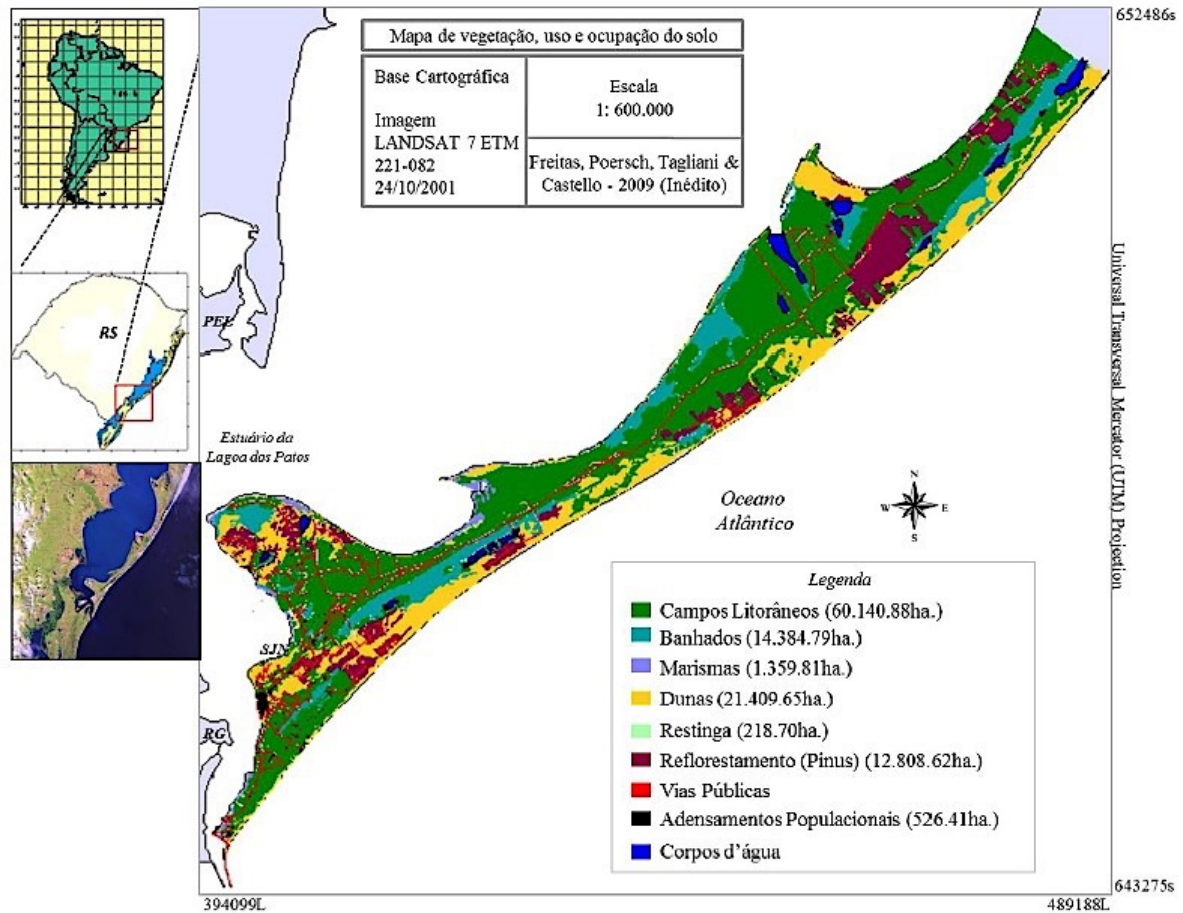 652486s
Mapa de vegetação, uso e ocupação do solo
Base Cartográfica
Imagem
LANDSAT 7 ETM
221-082
24/10/2001
Escala
1: 600.000
Freitas, Poersch, Tagliani &
Castello - 2009 (Inédito)
RS
PEL
Estuário da
Lagoa dos Patos
Oceano
Atlântico
N
W
E
S
SJN
RG
Universal Transversal Mercator (UTM) Projection
Legenda
Campos Litorâneos (60.140.88ha.)
Banhados (14.384.79ha.)
Marismas (1.359.81ha.)
Dunas (21.409.65ha.)
Restinga (218.70ha.)
Reflorestamento (Pinus) (12.808.62ha.)
Vias Públicas
Adensamentos Populacionais (526.41ha.)
Corpos d'água
643275s
394099L
489188L